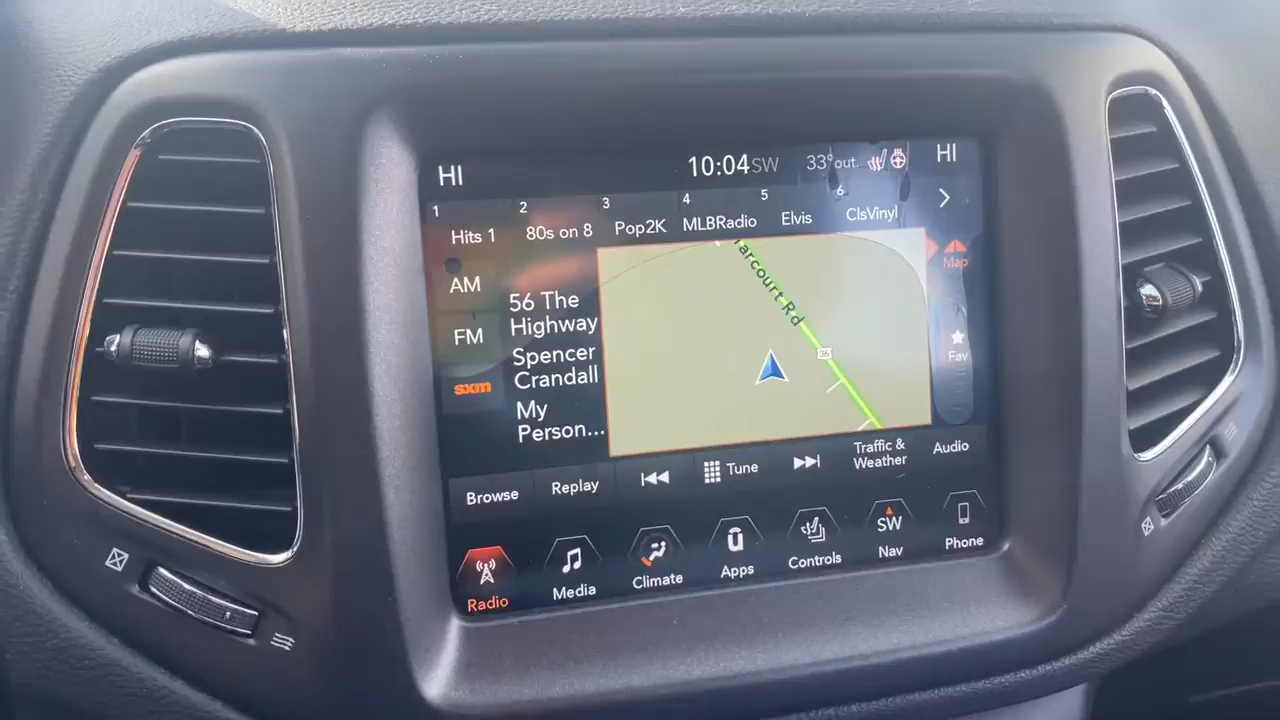 HI
10:04 SW
33° out.
HI
1
2
3
4
5
6
Hits 1
80s on 8
Pop2K
MLBRadio
Elvis
ClsVinyl
AM
FM
sxm
56 The
Highway
Spencer
Crandall
My
Person...
arcourt Rd
36
Map
Fav
Browse
Replay
Tune
Traffic &
Weather
Audio
Radio
Media
Climate
Apps
Controls
SW
Nav
Phone